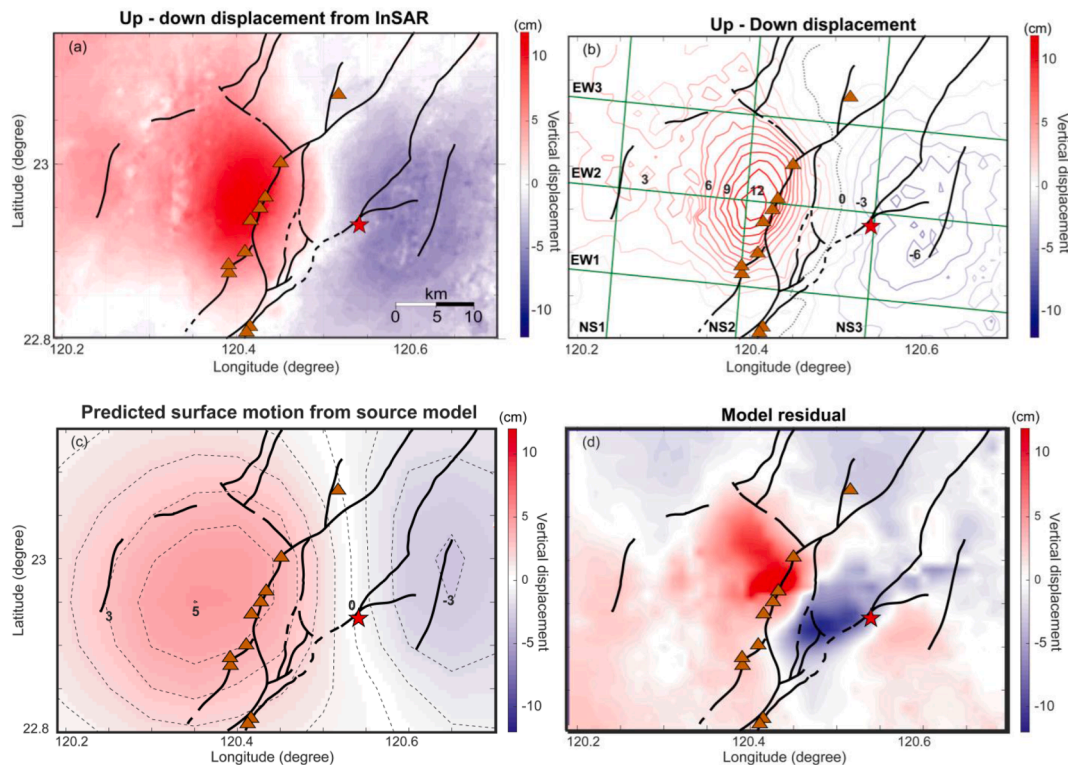 Up - down displacement from InSAR
(cm)
(a)
Latitude (degree)
23
22.8
10
5
0
-5
-10
Vertical displacement
km
0 5 10
120.2 120.4 120.6
Longitude (degree)
Up - Down displacement
(cm)
(b)
EW3
EW2
EW1
3 6 9 12 0 -3
-6
NS1 NS2 NS3
10
5
0
-5
-10
Vertical displacement
120.2 120.4 120.6
Longitude (degree)
Predicted surface motion from source model
(cm)
(c)
Latitude (degree)
23
22.8
3 5 0 -3
10
5
0
-5
-10
Vertical displacement
120.2 120.4 120.6
Longitude (degree)
Model residual
(cm)
(d)
10
5
0
-5
-10
Vertical displacement
120.2 120.4 120.6
Longitude (degree)